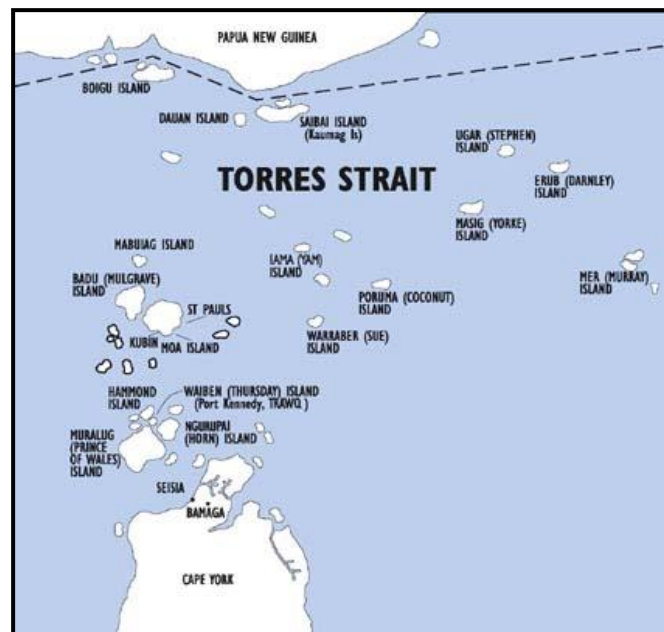 PAPUA NEW GUINEA
BOIGU ISLAND
DAUAN ISLAND
SAIBAI ISLAND
(Kaumag Is)
UGAR (STEPHEN)
ISLAND
TORRES STRAIT
ERUB (DARNLEY)
ISLAND
MASIG (YORKE)
ISLAND
MABUIAG ISLAND
IAMA (YAM)
ISLAND
BADU (MULGRAVE)
ISLAND
MER (MURRAY)
ISLAND
PORUMA (COCONUT)
ISLAND
ST PAULS
WARRABER (SUE)
ISLAND
KUBIN
MOA ISLAND
HAMMOND
ISLAND
WAIBEN (THURSDAY) ISLAND
(Port Kennedy, TRAWQ)
MURALUG
(PRINCE
OF WALES)
ISLAND
NGURUPAI
(HORN) ISLAND
SEISIA
BAMAGA
CAPE YORK